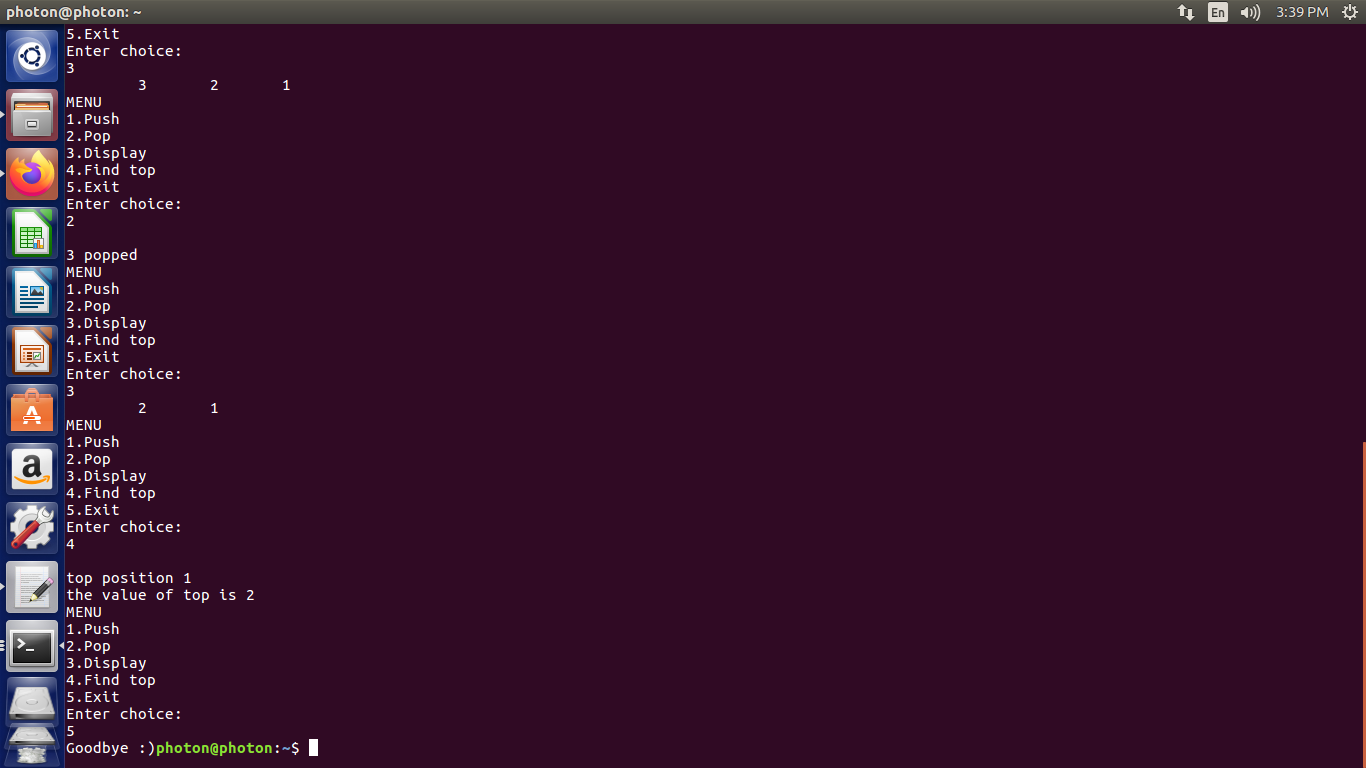 photon@photon: ~
En
3:39 PM
5.Exit
Enter choice:
3
3 2 1
MENU
1.Push
2.Pop
3.Display
4.Find top
5.Exit
Enter choice:
2
3 popped
MENU
1.Push
2.Pop
3.Display
4.Find top
5.Exit
Enter choice:
3
2 1
MENU
1.Push
2.Pop
3.Display
4.Find top
5.Exit
Enter choice:
4
top position 1
the value of top is 2
MENU
1.Push
2.Pop
3.Display
4.Find top
5.Exit
Enter choice:
5
Goodbye :)photon@photon:~$